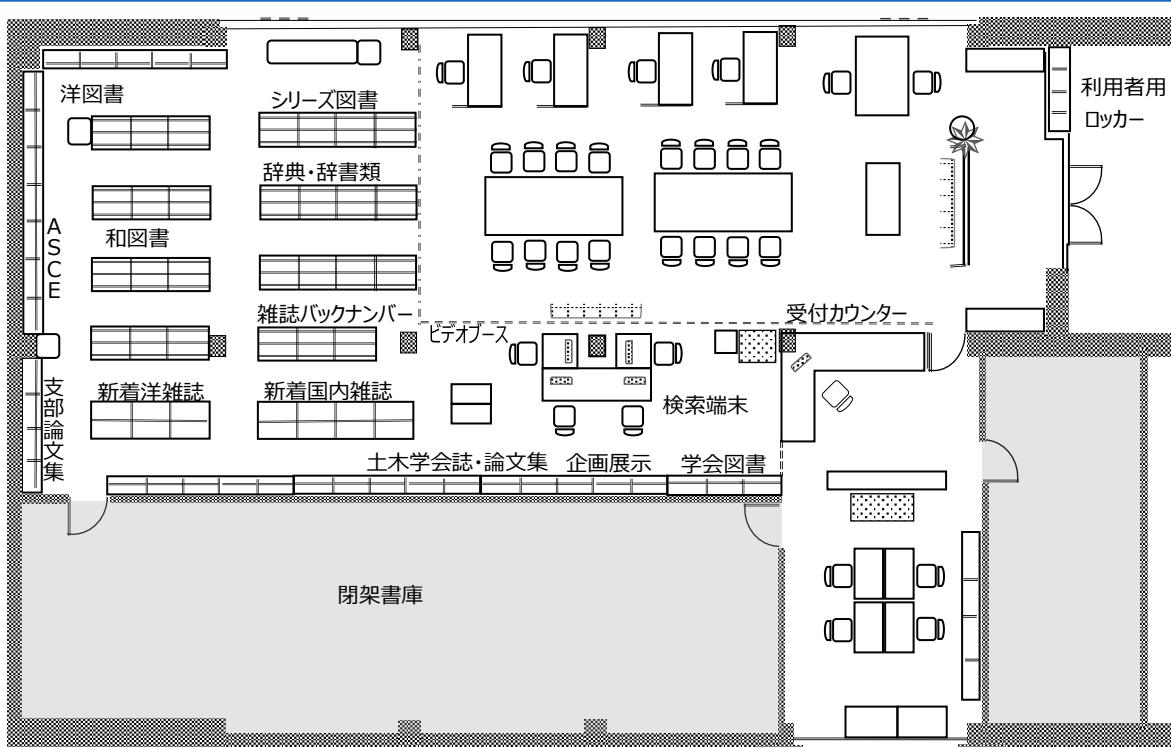 洋図書
シリーズ図書
利用者用
ロッカー
辞典・辞書類
ASCE
和図書
雑誌バックナンバー
受付カウンター
ビデオブース
支部論文集
新着洋雑誌
新着国内雑誌
検索端末
土木学会誌・論文集
企画展示
学会図書
閉架書庫